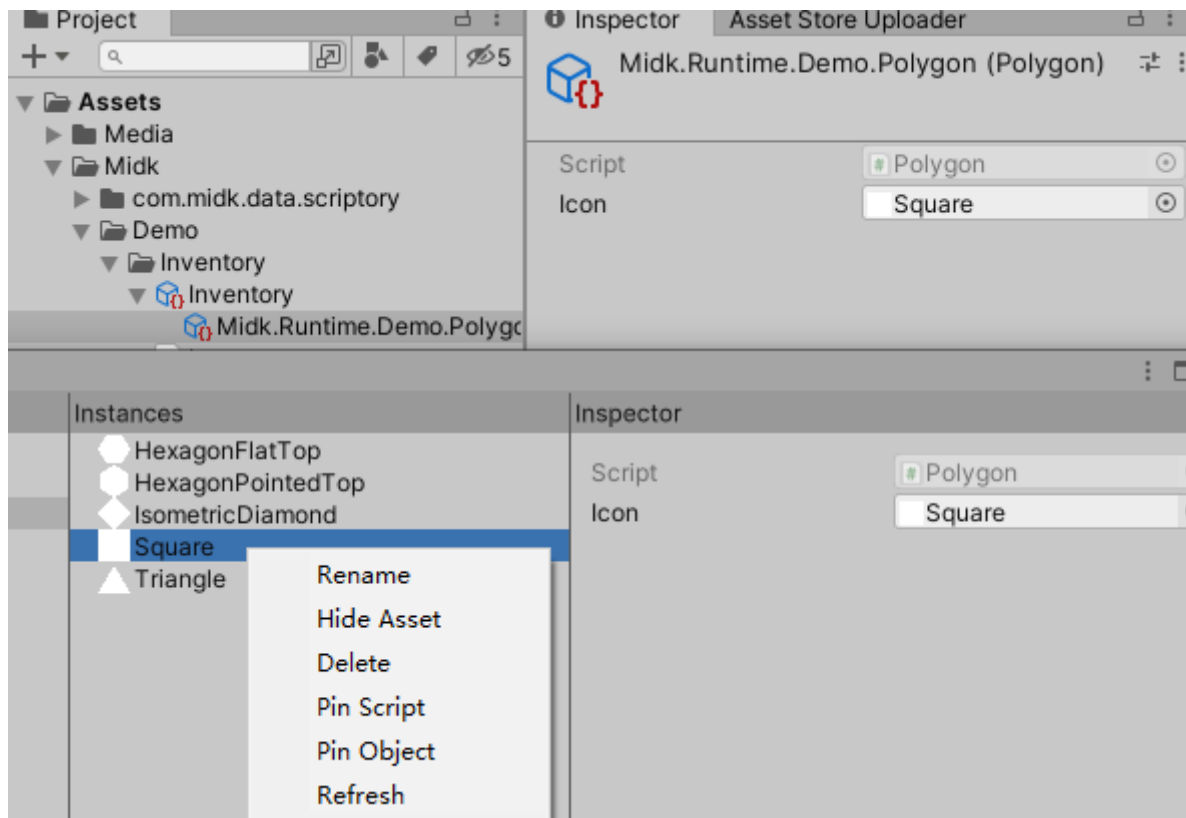 Project
5
Assets
Media
Midk
com.midk.data.scriptory
Demo
Inventory
Inventory
Midk.Runtime.Demo.Polygo
Inspector
Asset Store Uploader
Midk.Runtime.Demo.Polygon (Polygon)
Script
Polygon
Icon
Square
Instances
HexagonFlatTop
HexagonPointedTop
IsometricDiamond
Square
Triangle
Rename
Hide Asset
Delete
Pin Script
Pin Object
Refresh
Inspector
Script
Polygon
Icon
Square